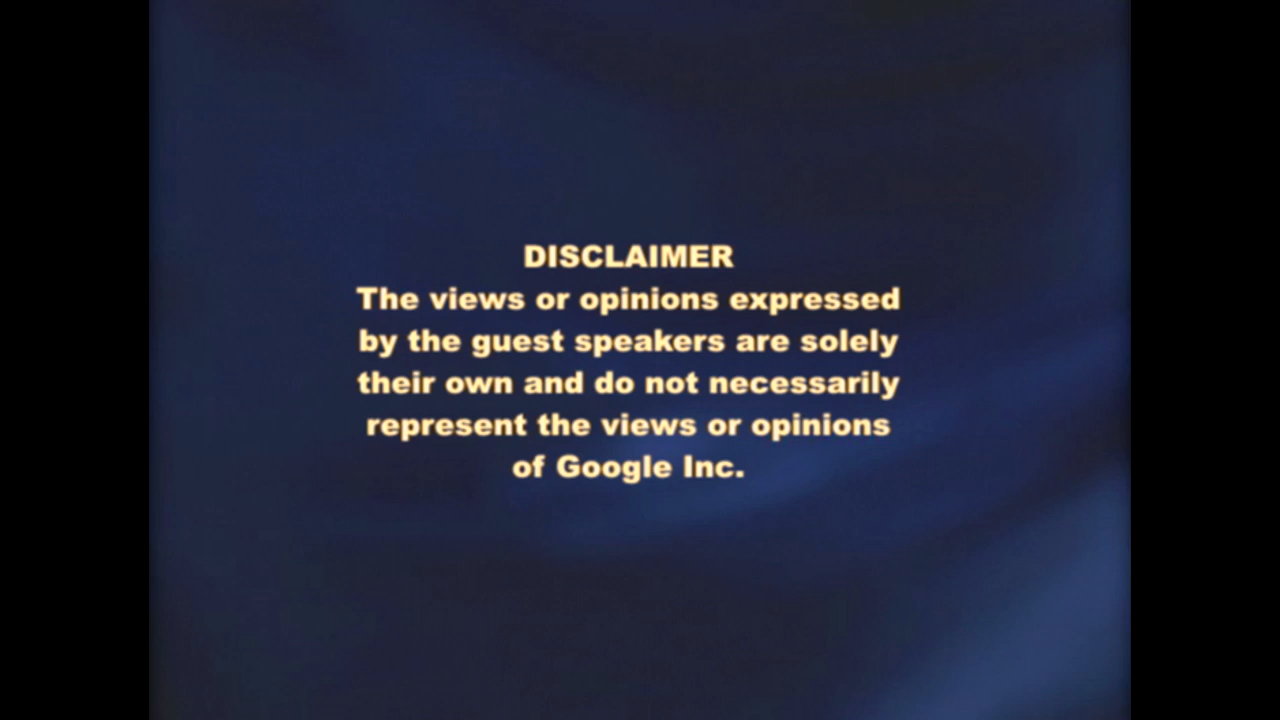 DISCLAIMER
The views or opinions expressed
by the guest speakers are solely
their own and do not necessarily
represent the views or opinions
of Google Inc.